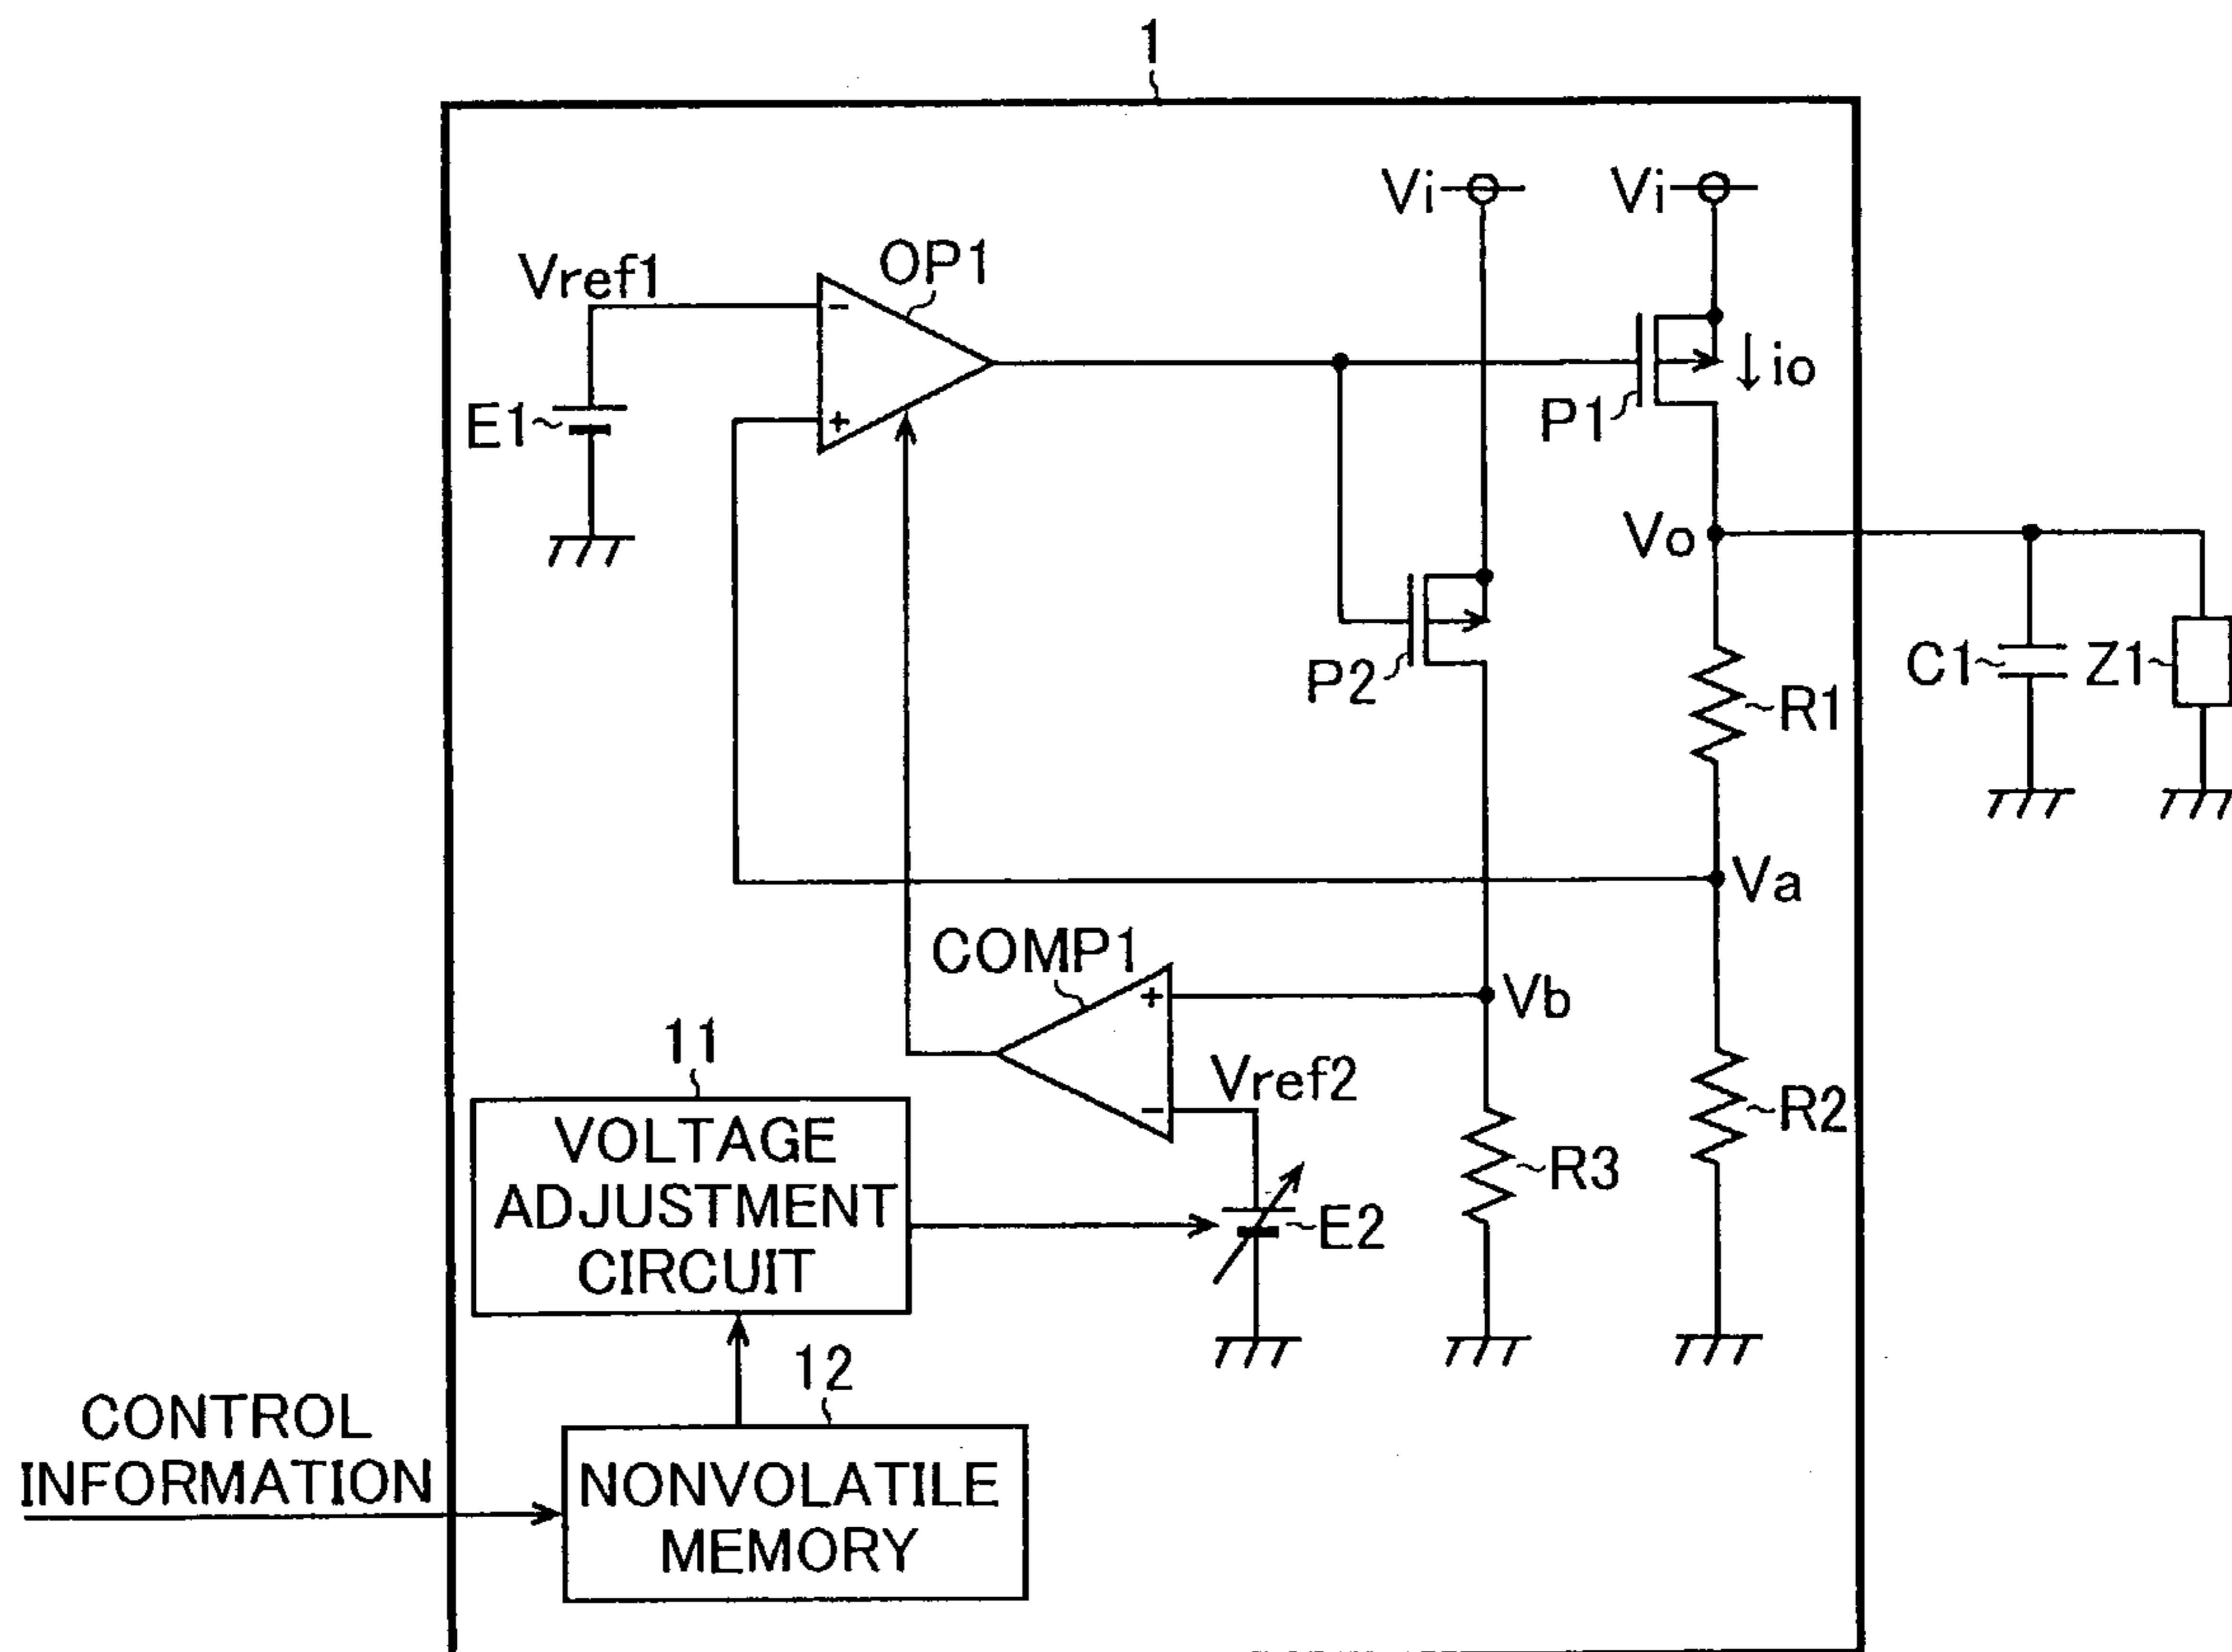 1
Vi
Vi
OP1
Vref1
-
+
E1
io
P1
Vo
P2
C1
Z1
R1
Va
COMP1
+
Vb
11
Vref2
-
VOLTAGE
ADJUSTMENT
CIRCUIT
R2
R3
E2
12
CONTROL
INFORMATION
NONVOLATILE
MEMORY